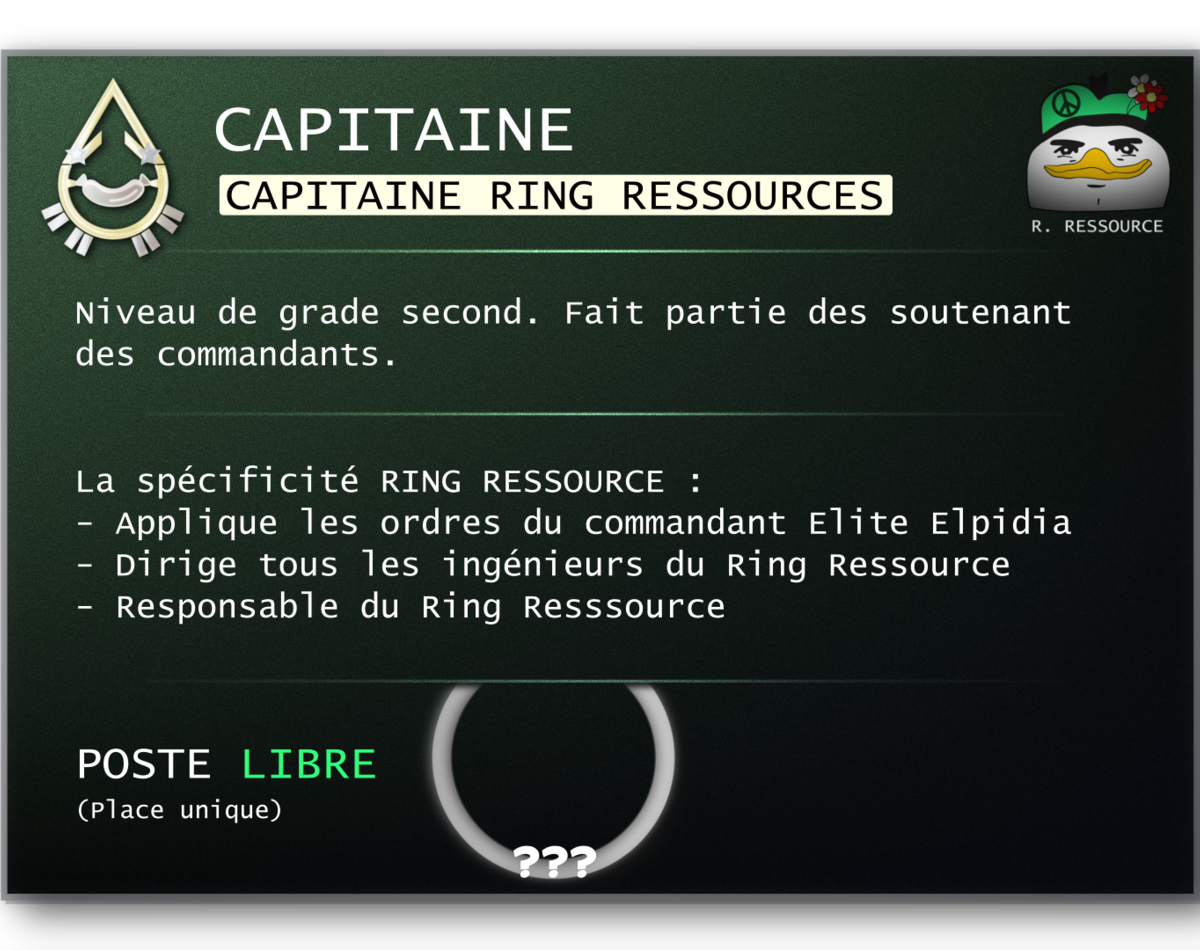 CAPITAINE
CAPITAINE RING RESSOURCES
R. RESSOURCE
Niveau de grade second. Fait partie des soutenant
des commandants.
La spécificité RING RESSOURCE :
- Applique les ordres du commandant Elite Elpidia
- Dirige tous les ingénieurs du Ring Ressource
- Responsable du Ring Resssource
POSTE LIBRE
(Place unique)
???